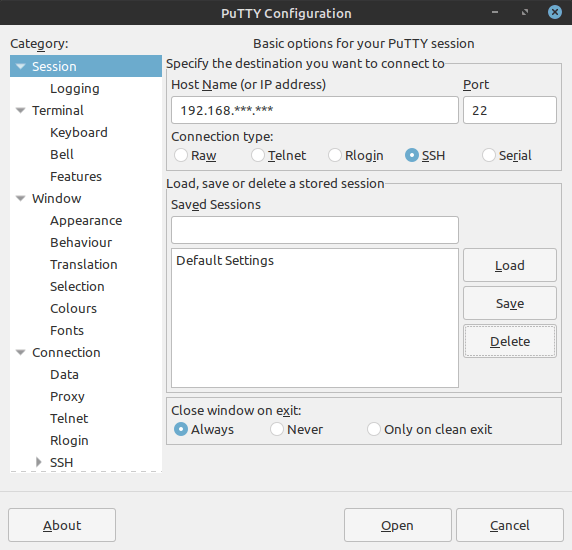 PuTTY Configuration
Category:
Session
Logging
Terminal
Keyboard
Bell
Features
Window
Appearance
Behaviour
Translation
Selection
Colours
Fonts
Connection
Data
Proxy
Telnet
Rlogin
SSH
Basic options for your PuTTY session
Specify the destination you want to connect to
Host Name (or IP address) Port
192.168.***.*** 22
Connection type:
Raw Telnet Rlogin SSH Serial
Load, save or delete a stored session
Saved Sessions
Default Settings
Load
Save
Delete
Close window on exit:
Always Never Only on clean exit
About Open Cancel